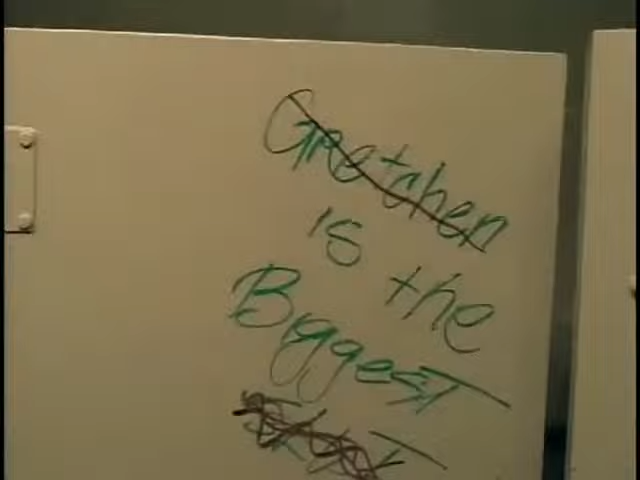 Gretchen
is the
Biggest